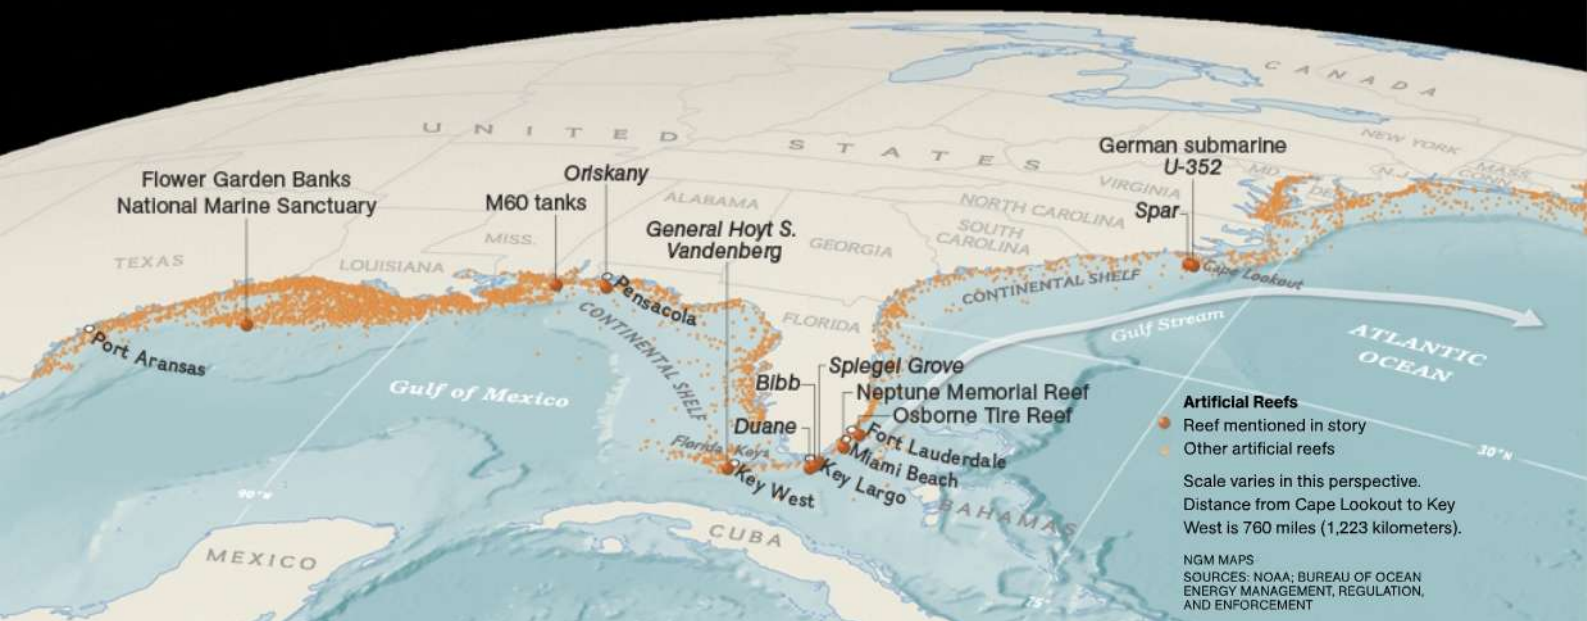 CANADA
UNITED STATES
NEW YORK
MASS.
CONN.
N.J.
German submarine
U-352
MD.
DEL.
VIRGINIA
Flower Garden Banks
National Marine Sanctuary
Oriskany
M60 tanks
ALABAMA
NORTH CAROLINA
Spar
General Hoyt S.
Vandenberg
SOUTH
CAROLINA
MISS.
GEORGIA
TEXAS
LOUISIANA
Cape Lookout
CONTINENTAL SHELF
Pensacola
FLORIDA
Gulf Stream
ATLANTIC
OCEAN
Port Aransas
CONTINENTAL SHELF
Gulf of Mexico
Spiegel Grove
Bibb
Neptune Memorial Reef
Osborne Tire Reef
Duane
Fort Lauderdale
Miami Beach
Key Largo
Florida Keys
Key West
BAHAMAS
30°N
90°W
75°
CUBA
MEXICO
Artificial Reefs
Reef mentioned in story
Other artificial reefs
Scale varies in this perspective.
Distance from Cape Lookout to Key
West is 760 miles (1,223 kilometers).
NGM MAPS
SOURCES: NOAA; BUREAU OF OCEAN
ENERGY MANAGEMENT, REGULATION,
AND ENFORCEMENT